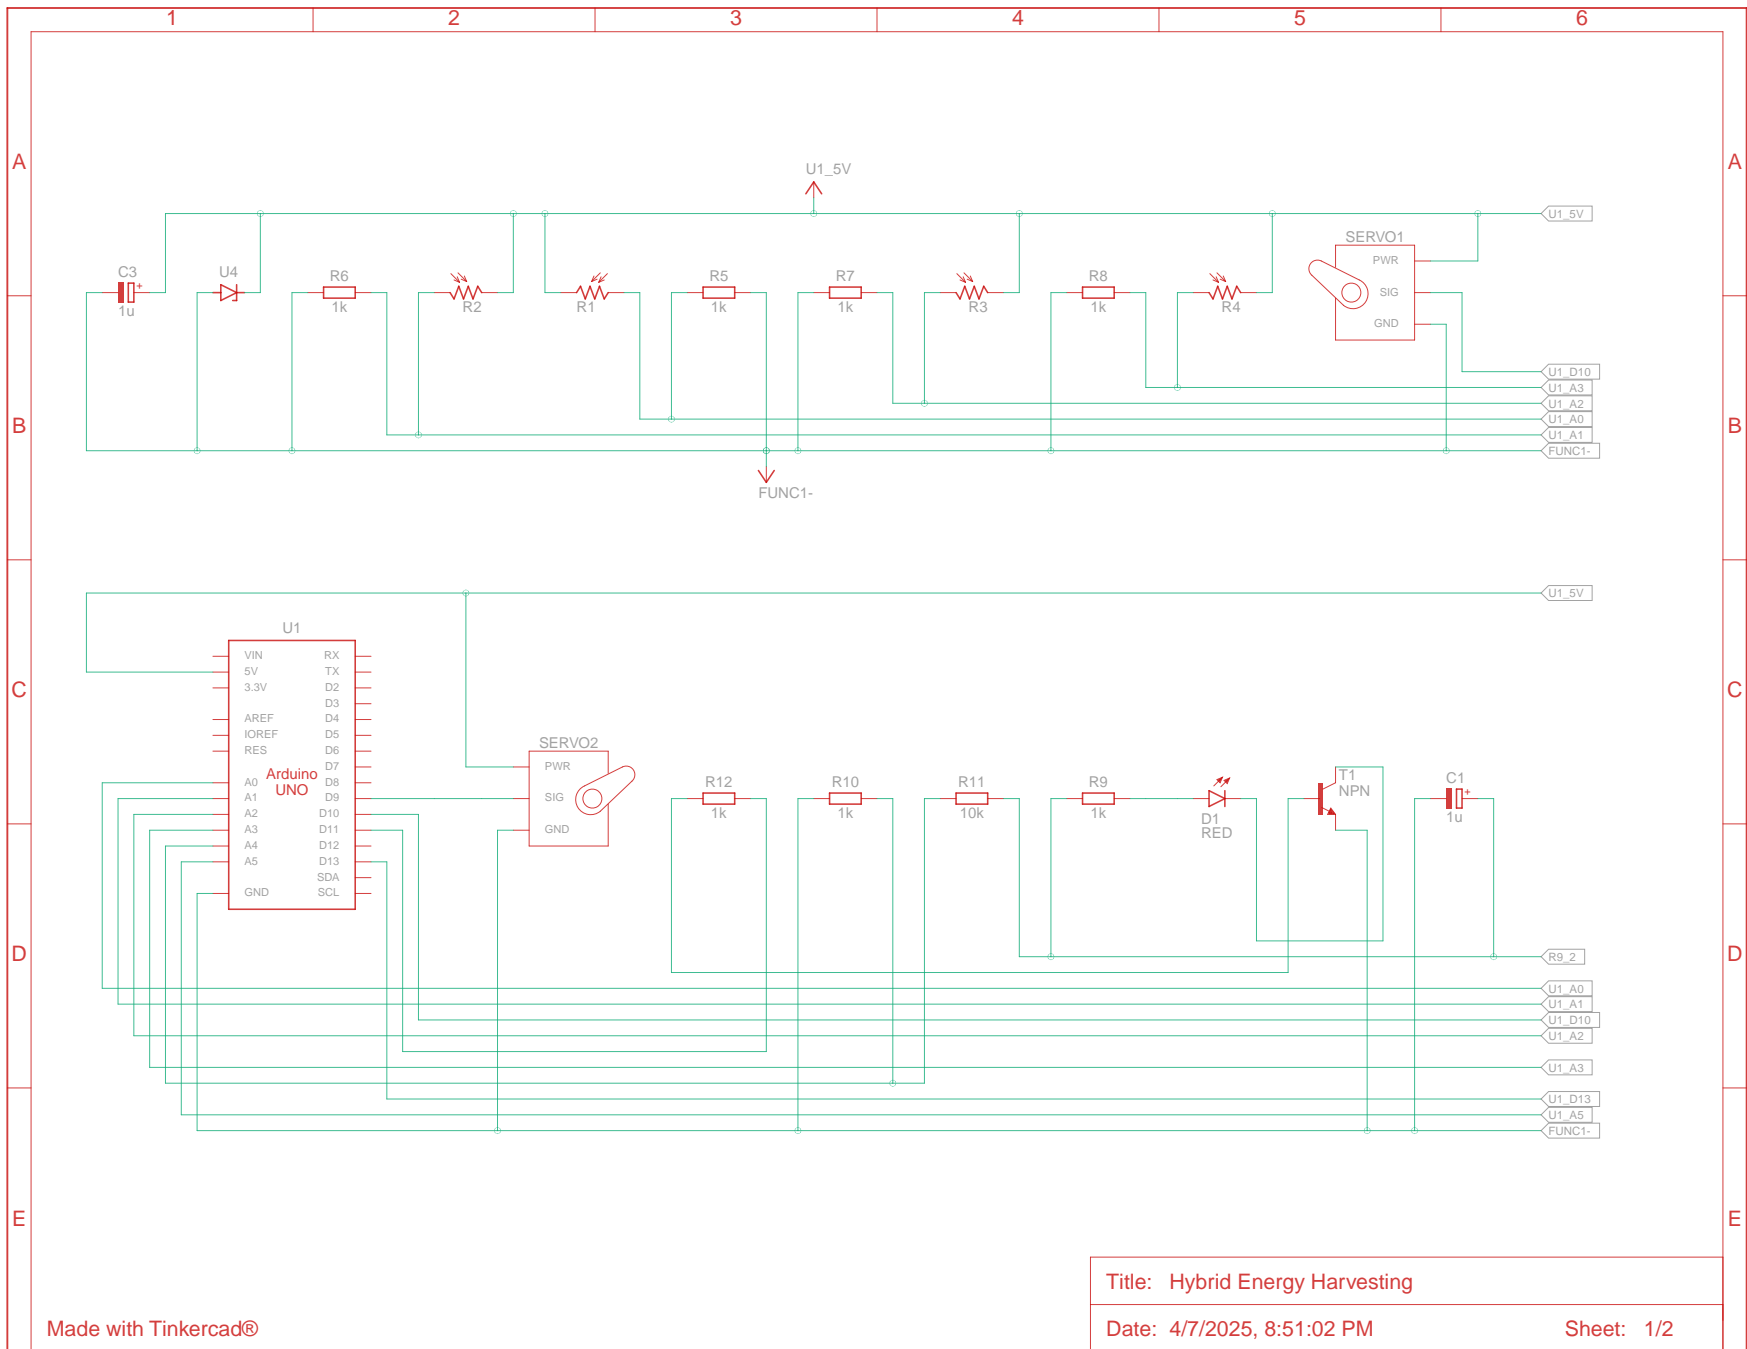 1 2 3 4 5 6
A A
U1_5V
U1_5V
SERVO1
PWR
SIG
GND
C3
1u
U4
R6
1k
R2
R1
R5
1k
R7
1k
R3
R8
1k
R4
U1_D10
U1_A3
U1_A2
U1_A0
U1_A1
FUNC1-
B B
FUNC1-
U1_5V
U1
VIN RX
5V TX
3.3V D2
D3
AREF D4
IOREF D5
RES D6
D7
A0 D8
A1 D9
A2 D10
A3 D11
A4 D12
A5 D13
SDA
GND SCL
Arduino
UNO
C C
SERVO2
PWR
SIG
GND
R12
1k
R10
1k
R11
10k
R9
1k
D1
RED
T1
NPN
C1
1u
D D
R9_2
U1_A0
U1_A1
U1_D10
U1_A2
U1_A3
U1_D13
U1_A5
FUNC1-
E E
Title: Hybrid Energy Harvesting
Made with Tinkercad®
Date: 4/7/2025, 8:51:02 PM Sheet: 1/2